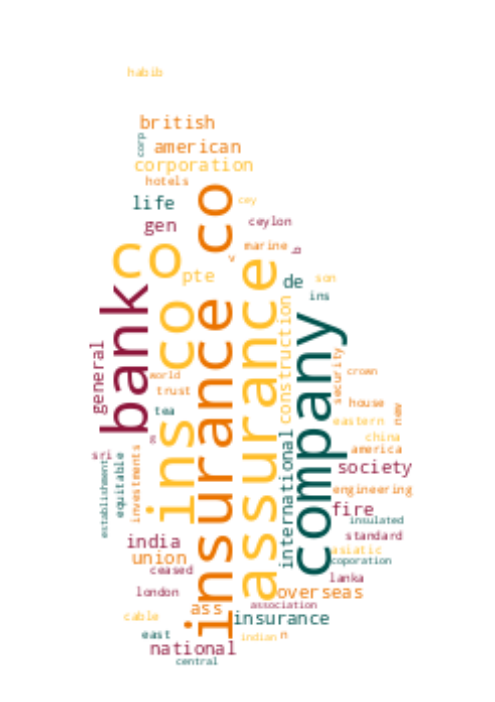 habib
british
corp
american
corporation
hotels
life
cey
gen
ceylon
insurance co
co
marine
v
pte
de
son
ins
bank
ins co
assurance
construction
company
general
world
trust
tea
security
crown
house
new
eastern
china
america
sri
society
establishment
equitable
investments
international
engineering
fire
insulated
standard
india
union
asiatic
coporation
ceased
lanka
london
overseas
ass
association
cable
insurance
east
indian
n
national
central